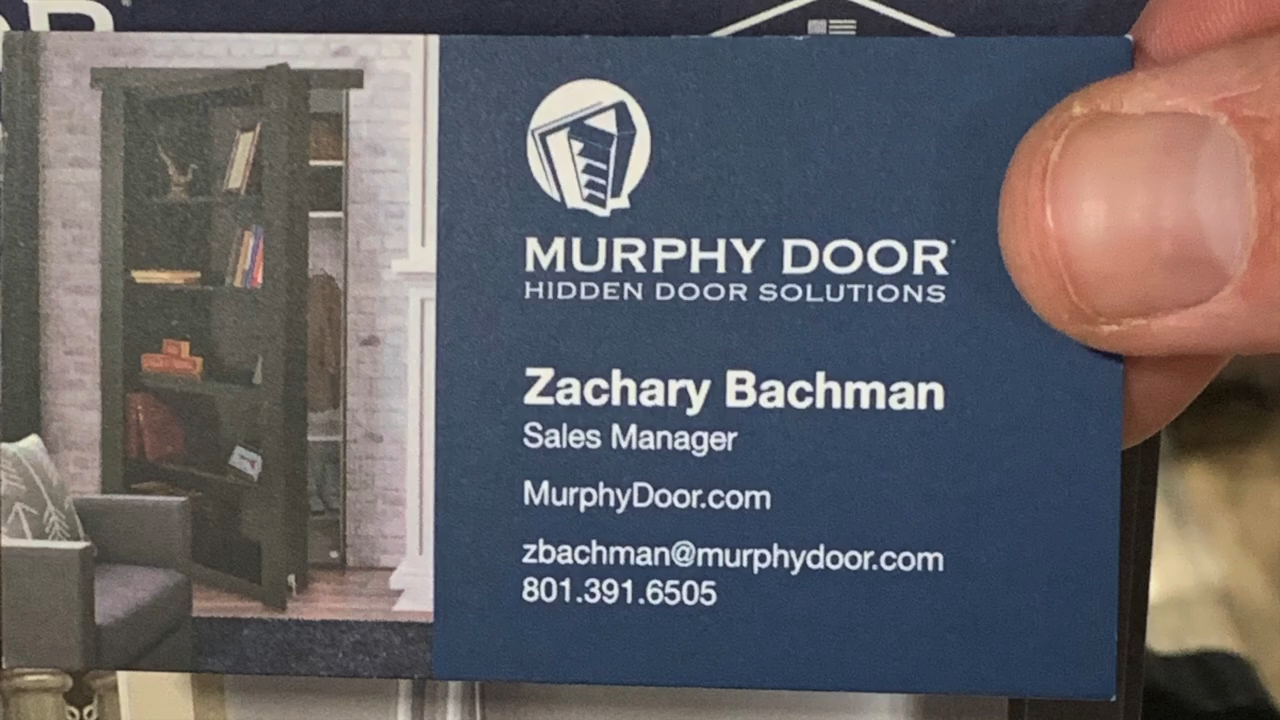 MURPHY DOOR
HIDDEN DOOR SOLUTIONS
Zachary Bachman
Sales Manager
MurphyDoor.com
zbachman@murphydoor.com
801.391.6505